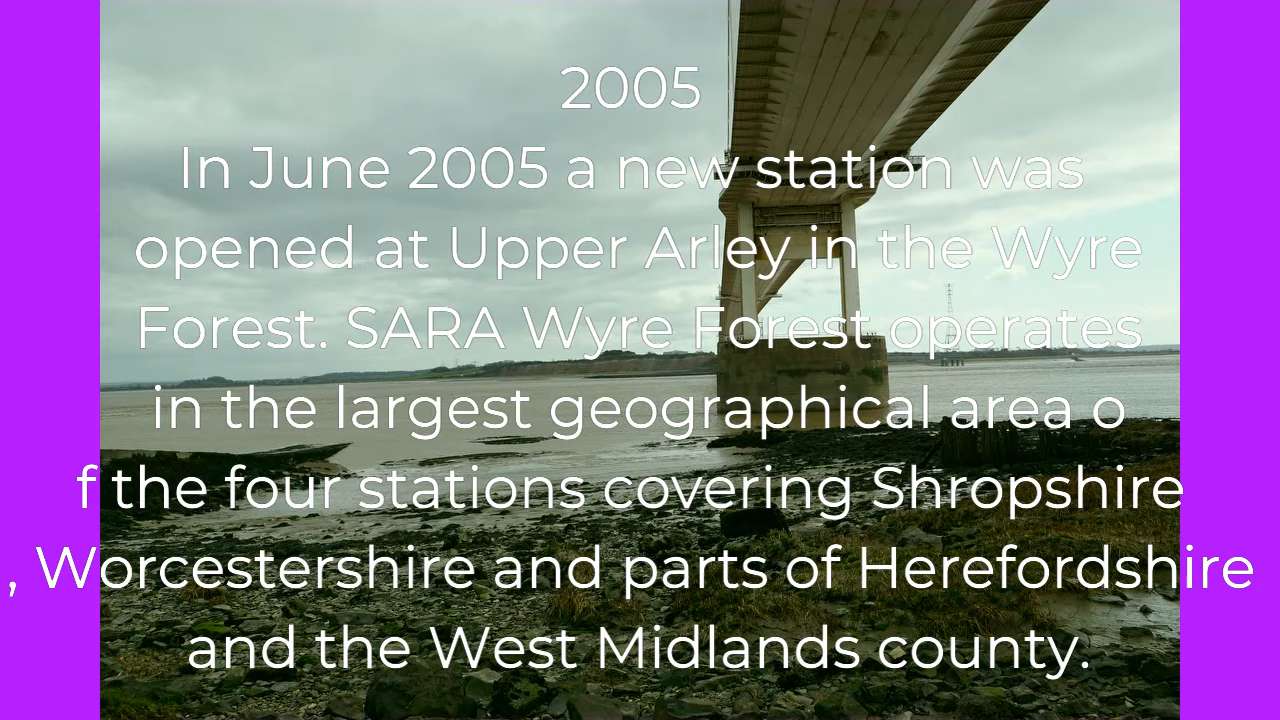 2005
In June 2005 a new station was
opened at Upper Arley in the Wyre
Forest. SARA Wyre Forest operates
in the largest geographical area o
f the four stations covering Shropshire
, Worcestershire and parts of Herefordshire
and the West Midlands county.